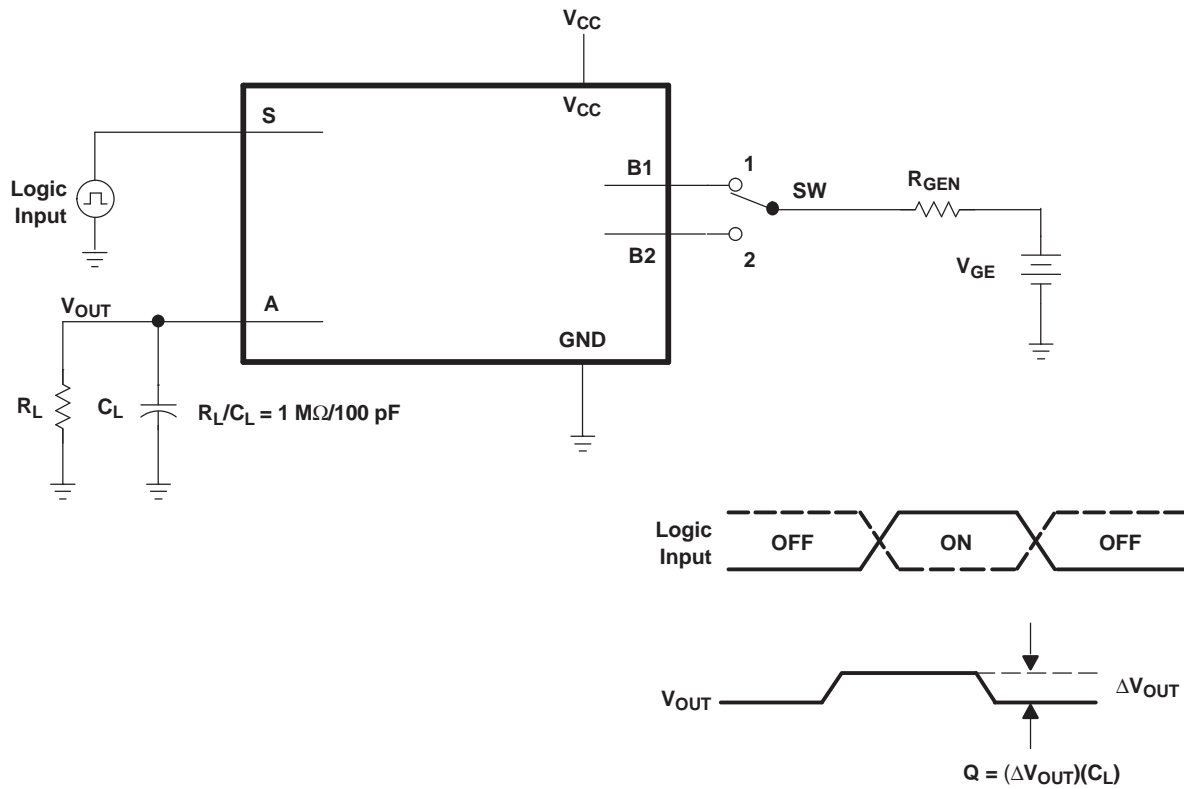 VCC
VCC
S
Logic
Input
B1
1
SW
RGEN
B2
2
VGE
VOUT
A
GND
RL
CL
RL/CL = 1 MΩ/100 pF
Logic
Input
OFF
ON
OFF
VOUT
ΔVOUT
Q = (ΔVOUT)(CL)